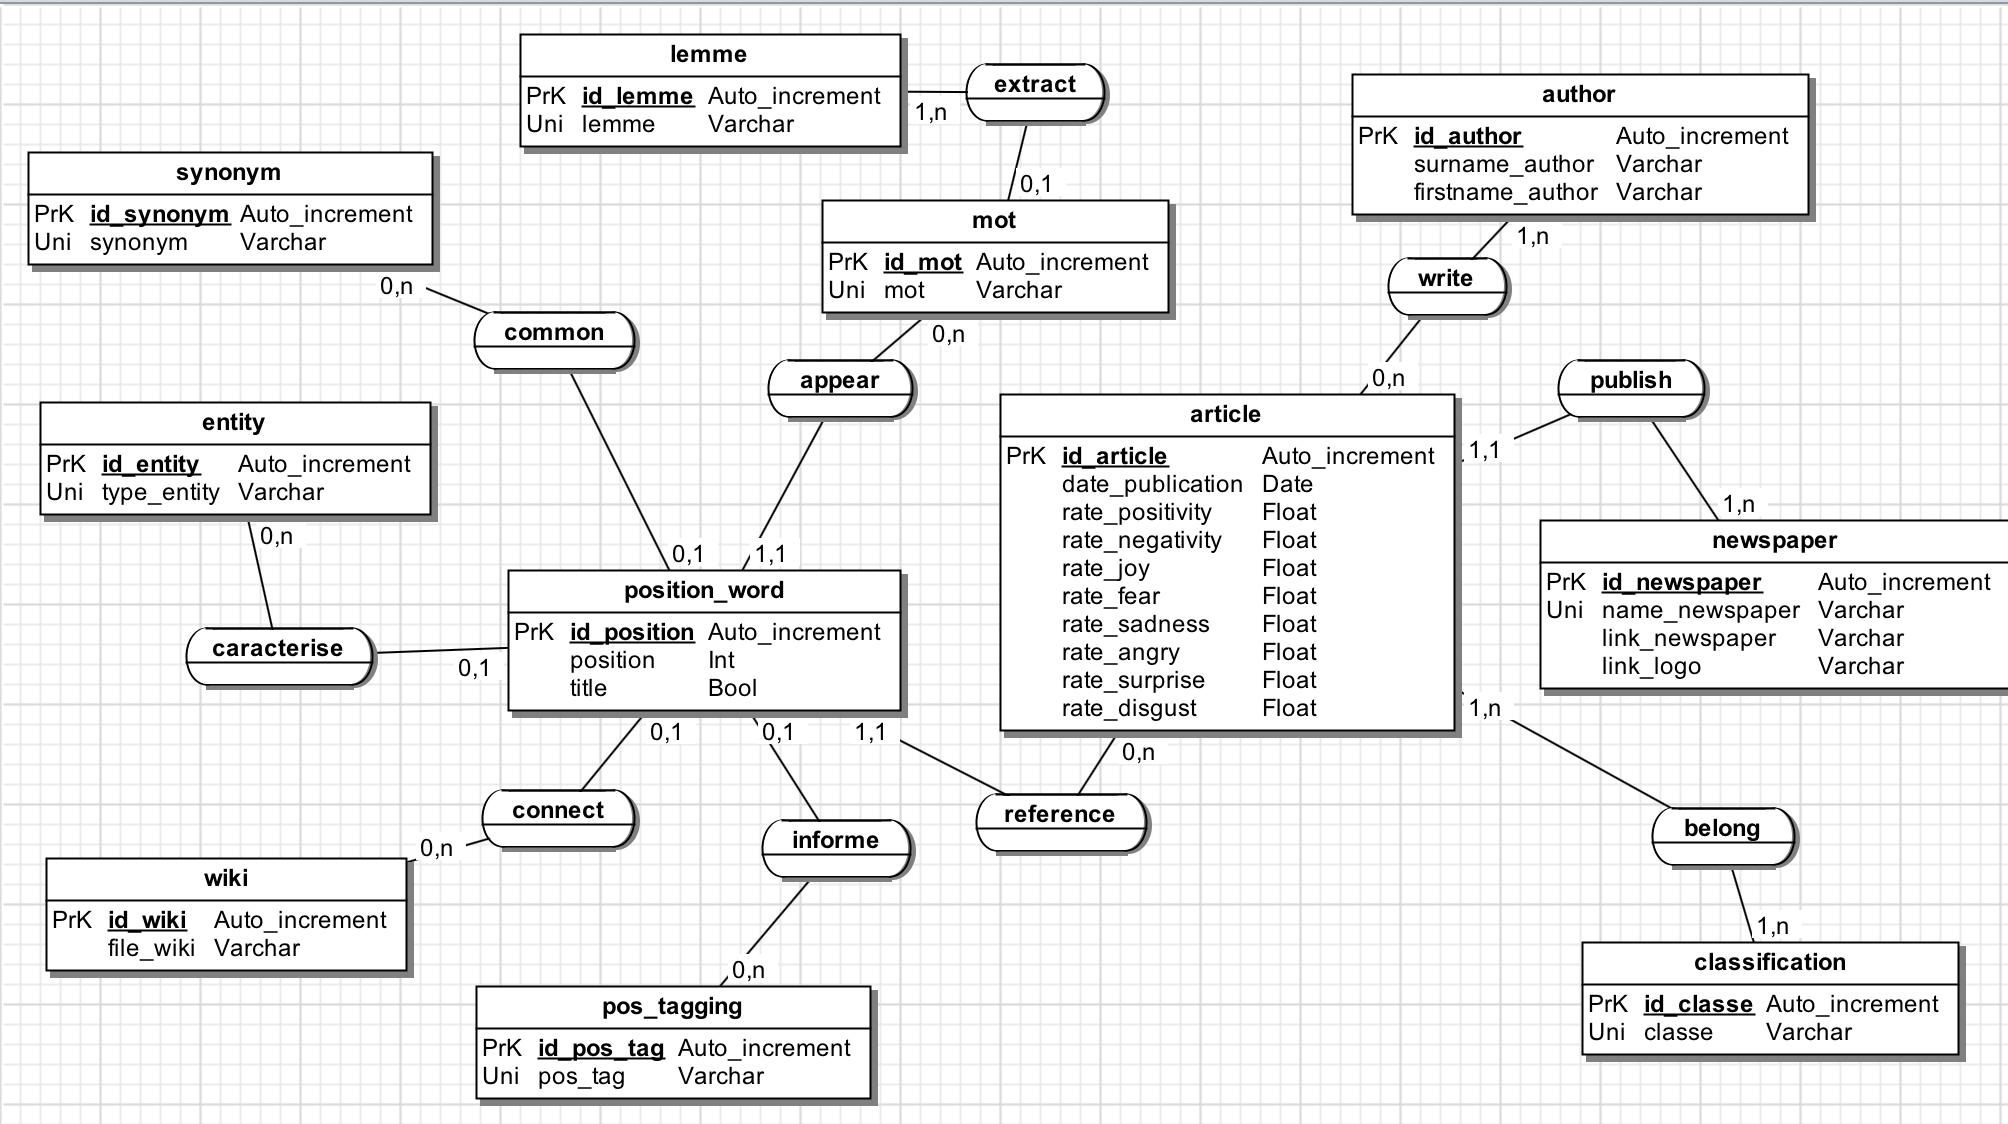 lemme
PrK id_lemme Auto_increment
Uni lemme Varchar
extract
1,n
0,1
author
PrK id_author Auto_increment
surname_author Varchar
firstname_author Varchar
1,n
synonym
PrK id_synonym Auto_increment
Uni synonym Varchar
0,n
mot
PrK id_mot Auto_increment
Uni mot Varchar
0,n
write
0,n
common
appear
publish
1,1
1,n
entity
PrK id_entity Auto_increment
Uni type_entity Varchar
0,n
article
PrK id_article Auto_increment
date_publication Date
rate_positivity Float
rate_negativity Float
rate_joy Float
rate_fear Float
rate_sadness Float
rate_angry Float
rate_surprise Float
rate_disgust Float
0,1
1,1
newspaper
PrK id_newspaper Auto_increment
Uni name_newspaper Varchar
link_newspaper Varchar
link_logo Varchar
position_word
PrK id_position Auto_increment
position Int
title Bool
caracterise
0,1
0,1
0,1
1,1
0,n
1,n
connect
0,n
informe
reference
belong
wiki
PrK id_wiki Auto_increment
file_wiki Varchar
0,n
1,n
pos_tagging
PrK id_pos_tag Auto_increment
Uni pos_tag Varchar
classification
PrK id_classe Auto_increment
Uni classe Varchar